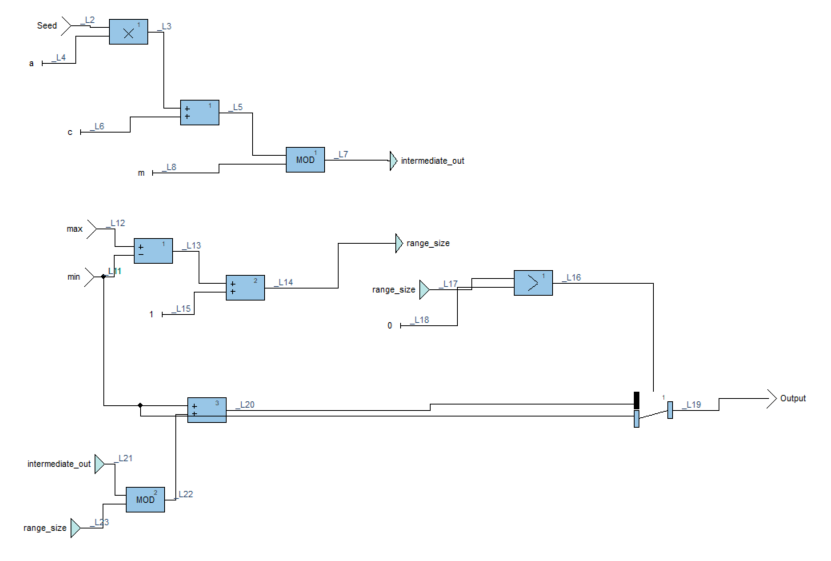 Seed
_L2
1
_L3
a
_L4
1
_L5
c
_L6
1
m
_L8
MOD
_L7
intermediate_out
max
_L12
1
_L13
range_size
min
_L11
2
_L14
1
_L15
range_size
_L17
1
_L16
0
_L18
3
_L20
1
_L19
Output
intermediate_out
_L21
2
MOD
_L22
range_size
_L23